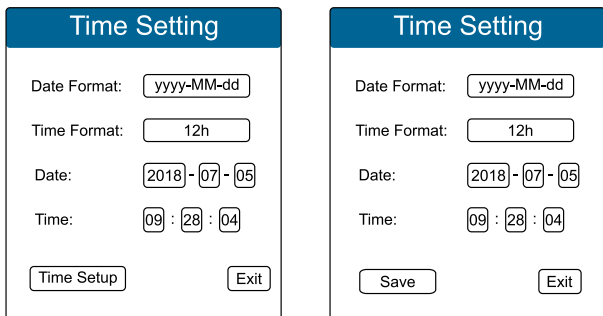 Time Setting
Date Format: yyyy-MM-dd
Time Format: 12h
Date: 2018 - 07 - 05
Time: 09 : 28 : 04
Time Setup Exit
Time Setting
Date Format: yyyy-MM-dd
Time Format: 12h
Date: 2018 - 07 - 05
Time: 09 : 28 : 04
Save Exit